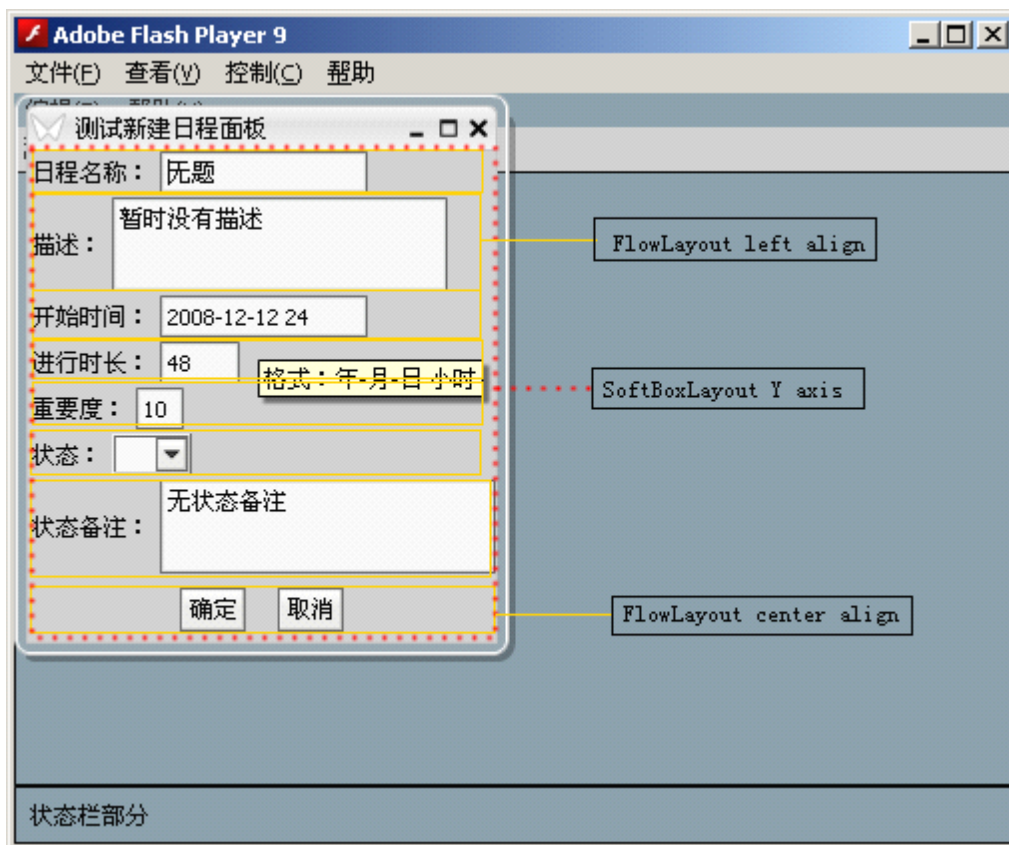 Adobe Flash Player 9
文件(F) 查看(V) 控制(C) 帮助
测试新建日程面板
日程名称： 无题
描述： 暂时没有描述
FlowLayout left align
开始时间： 2008-12-12 24
进行时长： 48
格式：年-月-日 小时
SoftBoxLayout Y axis
重要度： 10
状态：
状态备注： 无状态备注
确定 取消
FlowLayout center align
状态栏部分